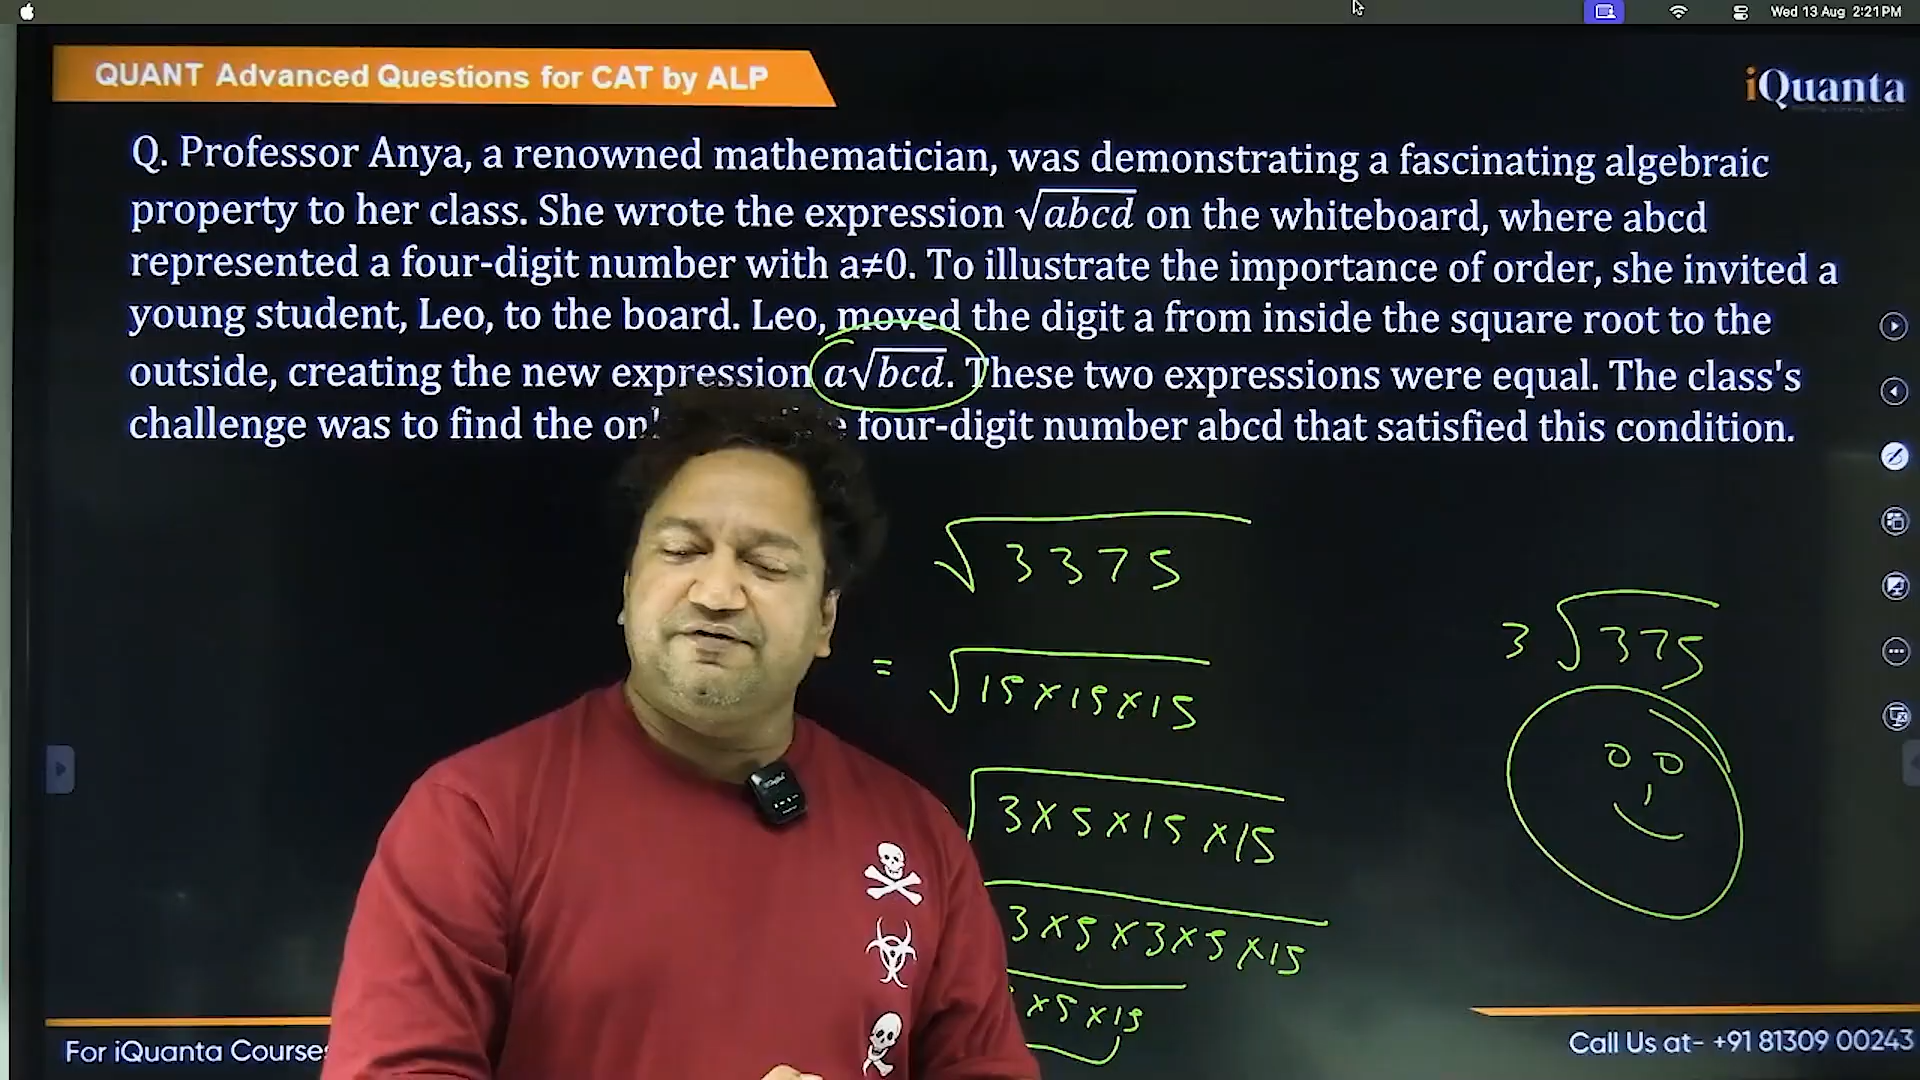 Wed 13 Aug 2:21 PM
QUANT Advanced Questions for CAT by ALP
iQuanta
Q. Professor Anya, a renowned mathematician, was demonstrating a fascinating algebraic
property to her class. She wrote the expression √abcd on the whiteboard, where abcd
represented a four-digit number with a≠0. To illustrate the importance of order, she invited a
young student, Leo, to the board. Leo, moved the digit a from inside the square root to the
outside, creating the new expression a√bcd. These two expressions were equal. The class's
challenge was to find the four-digit number abcd that satisfied this condition.
√3375
3√375
= √15×15×15
3×5×15×15
3×5×3×5×15
×5×15
For iQuanta
Call Us at- +91 81309 00243